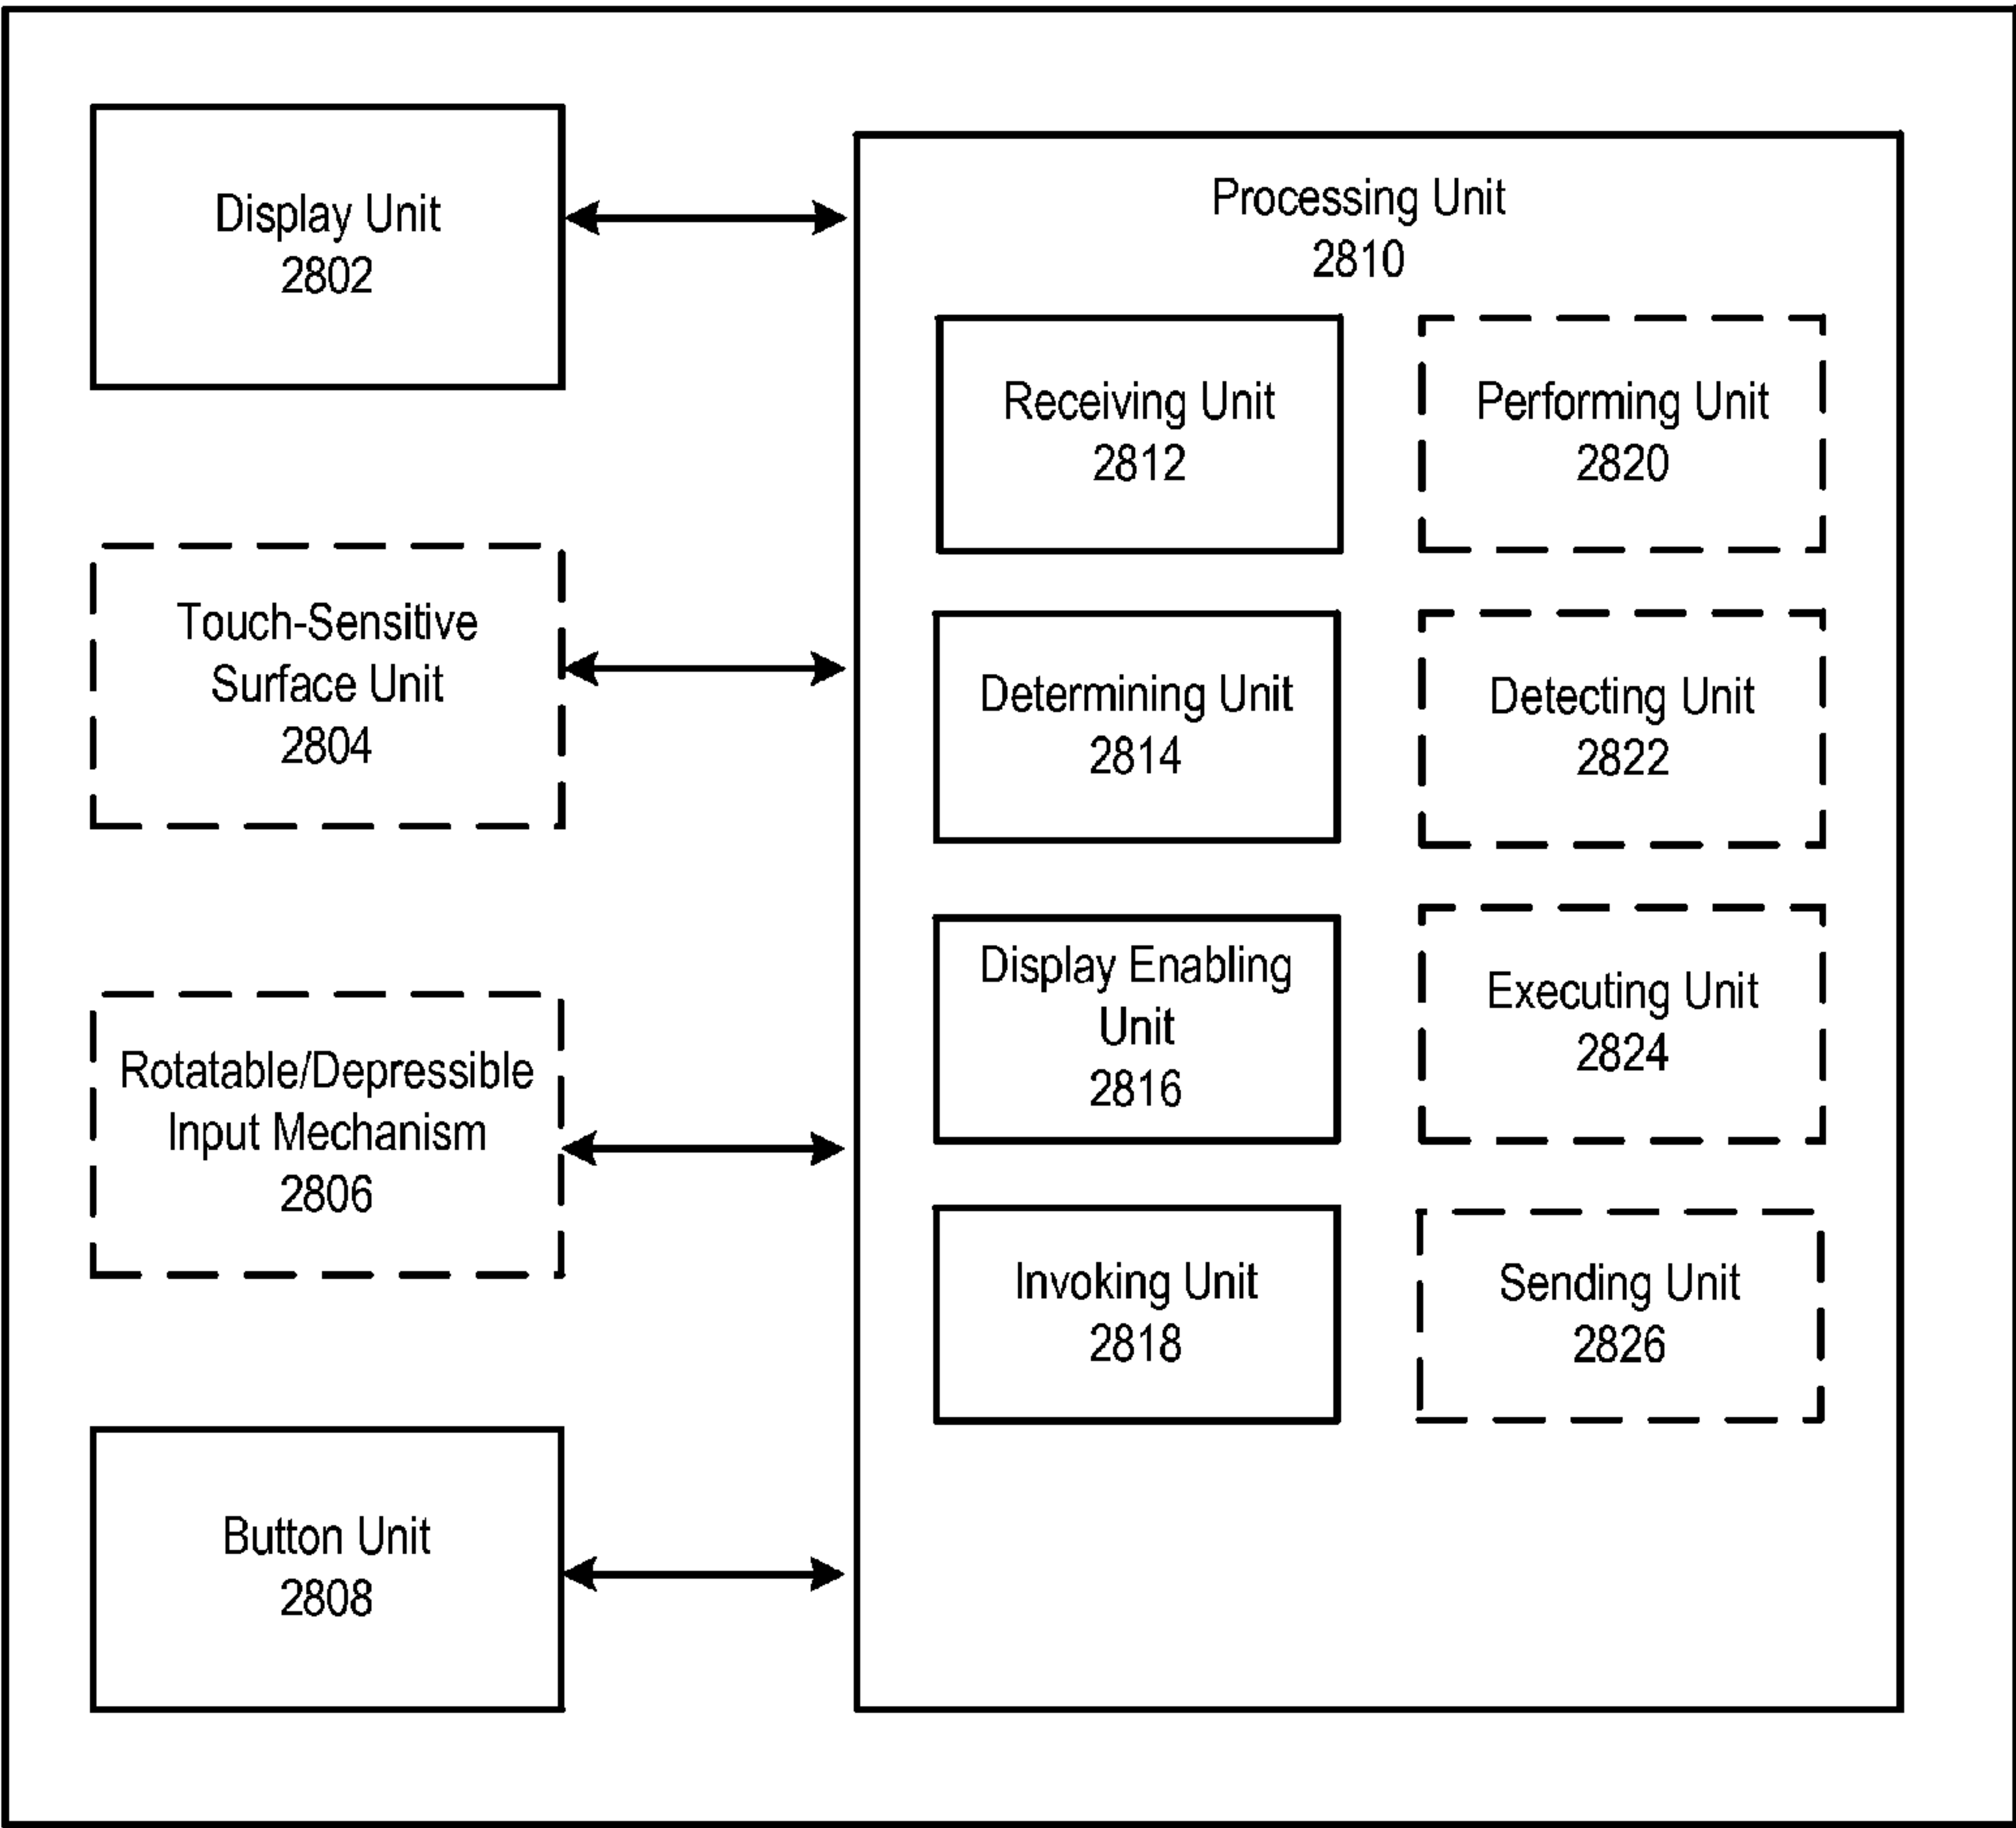 Display Unit
2802
Touch-Sensitive
Surface Unit
2804
Rotatable/Depressible
Input Mechanism
2806
Button Unit
2808
Processing Unit
2810
Receiving Unit
2812
Performing Unit
2820
Determining Unit
2814
Detecting Unit
2822
Display Enabling
Unit
2816
Executing Unit
2824
Invoking Unit
2818
Sending Unit
2826